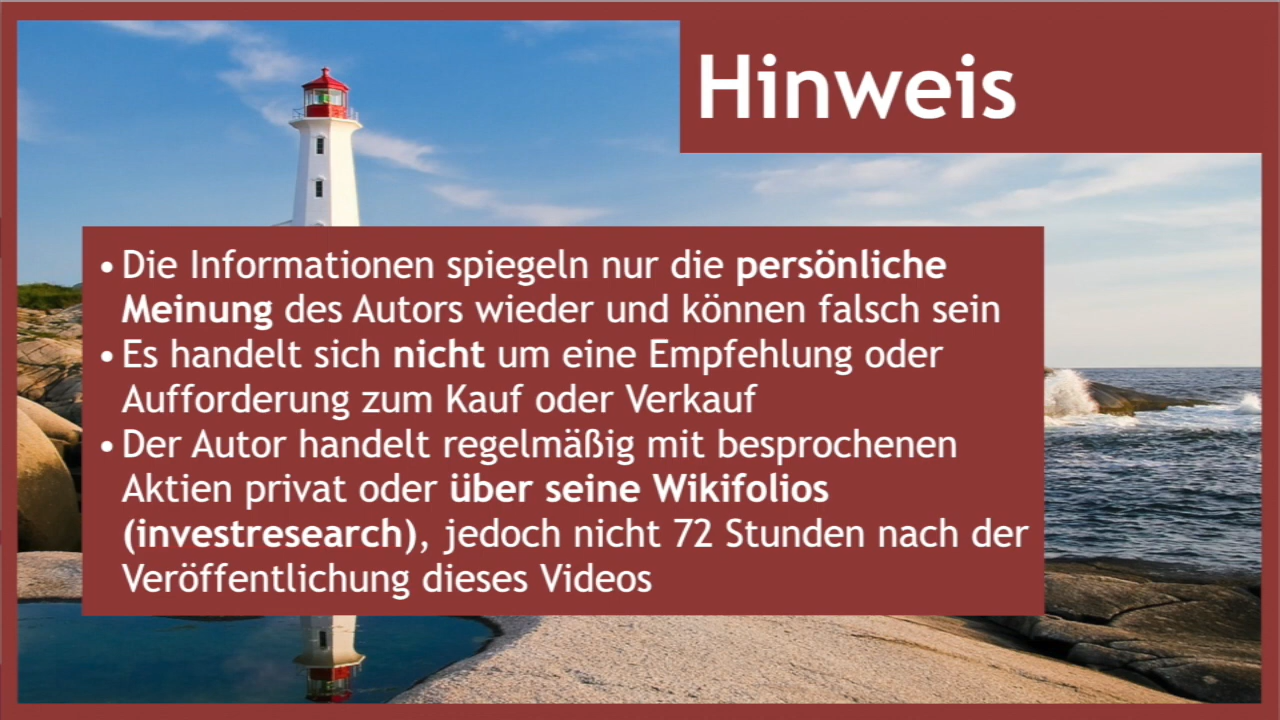 Hinweis
• Die Informationen spiegeln nur die persönliche
Meinung des Autors wieder und können falsch sein
• Es handelt sich nicht um eine Empfehlung oder
Aufforderung zum Kauf oder Verkauf
• Der Autor handelt regelmäßig mit besprochenen
Aktien privat oder über seine Wikifolios
(investresearch), jedoch nicht 72 Stunden nach der
Veröffentlichung dieses Videos